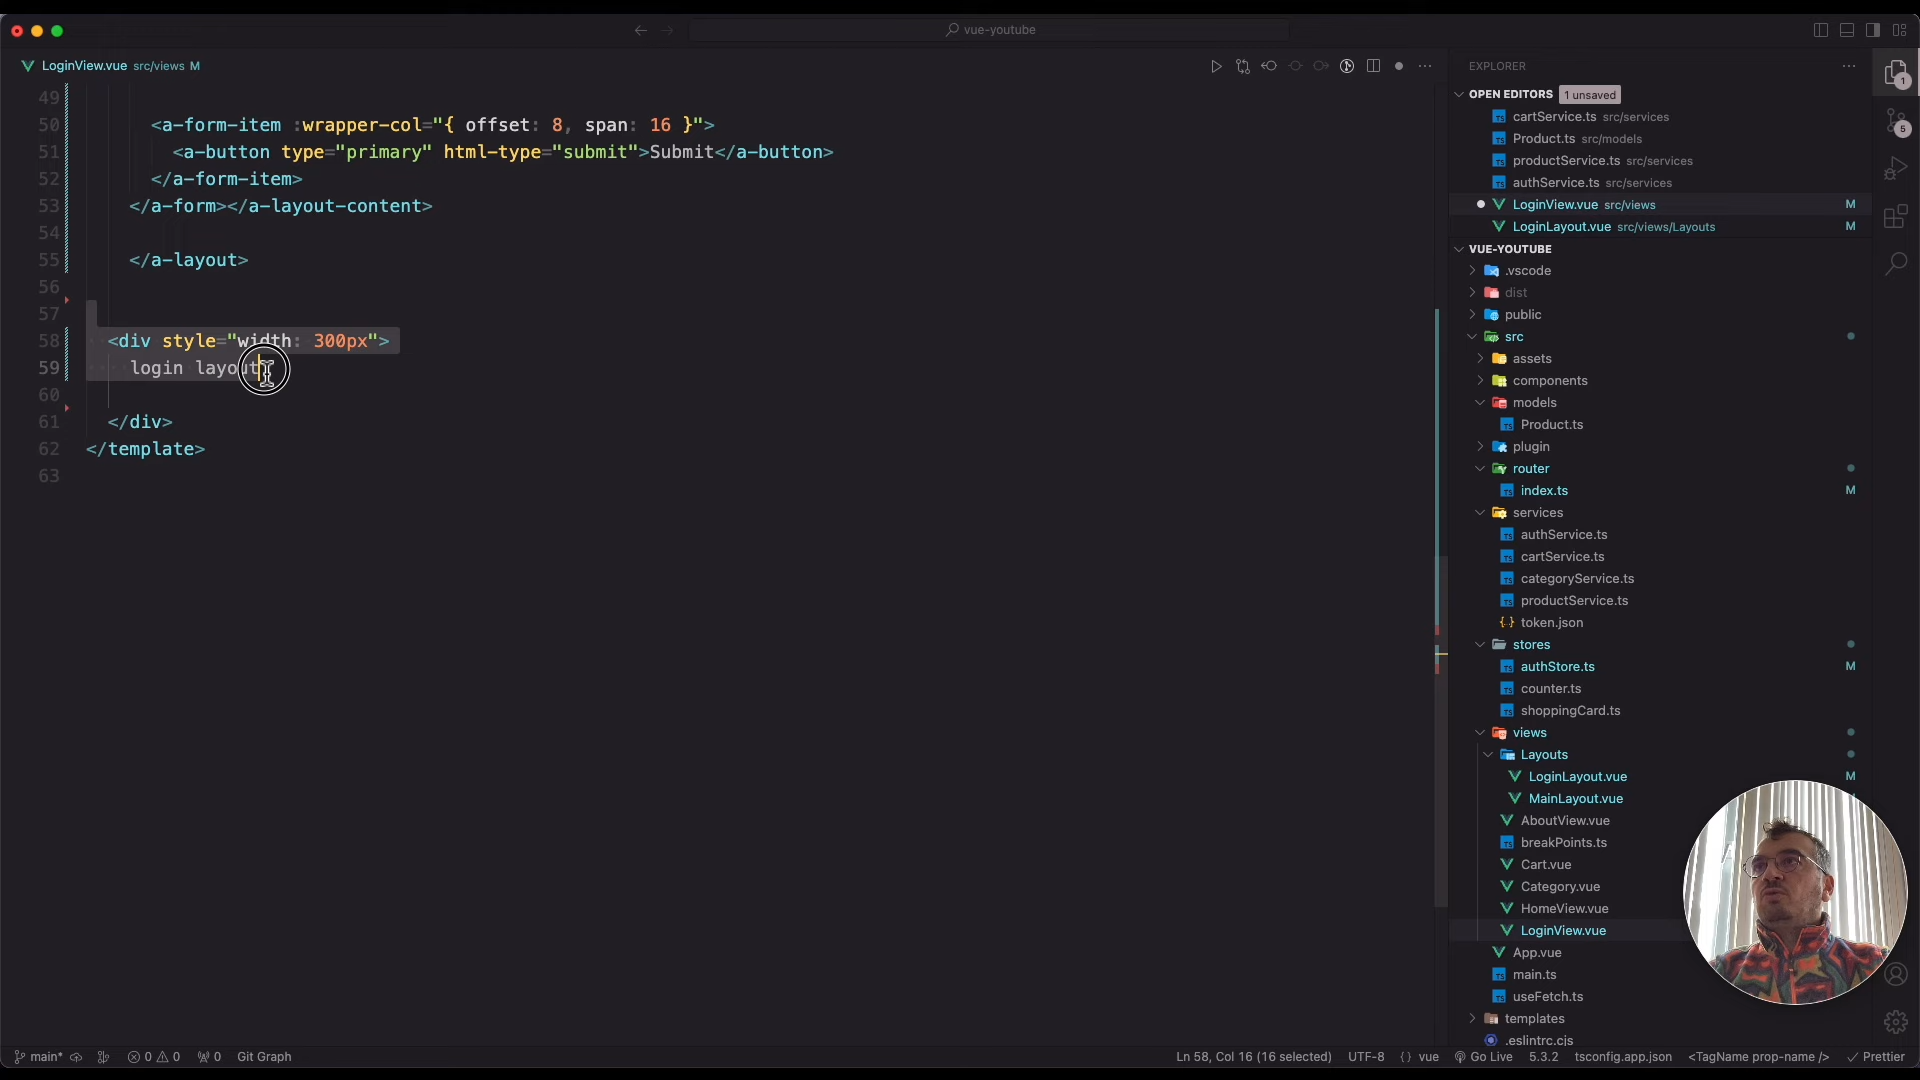 vue-youtube
LoginView.vue src/views M
49
50 <a-form-item :wrapper-col="{ offset: 8, span: 16 }">
51 <a-button type="primary" html-type="submit">Submit</a-button>
52 </a-form-item>
53 </a-form></a-layout-content>
54
55 </a-layout>
56
57
58 <div style="width: 300px">
59 login layout
60
61 </div>
62 </template>
63
EXPLORER
OPEN EDITORS 1 unsaved
cartService.ts src/services
Product.ts src/models
productService.ts src/services
authService.ts src/services
LoginView.vue src/views M
LoginLayout.vue src/views/Layouts M
VUE-YOUTUBE
.vscode
dist
public
src
assets
components
models
Product.ts
plugin
router
index.ts M
services
authService.ts
cartService.ts
categoryService.ts
productService.ts
token.json
stores
authStore.ts M
counter.ts
shoppingCard.ts
views
Layouts
LoginLayout.vue M
MainLayout.vue
AboutView.vue
breakPoints.ts
Cart.vue
Category.vue
HomeView.vue
LoginView.vue
App.vue
main.ts
useFetch.ts
templates
.eslintrc.cjs
1
5
main* 0 0 0 Git Graph
Ln 58, Col 16 (16 selected) UTF-8 {} vue Go Live 5.3.2 tsconfig.app.json <TagName prop-name /> Prettier